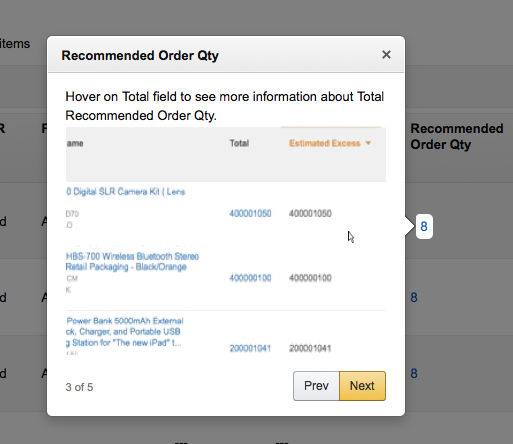 items
Recommended Order Qty ×
Hover on Total field to see more information about Total
Recommended Order Qty.
ame Total Estimated Excess
0 Digital SLR Camera Kit ( Lens
D70
400001050 400001050
HBS-700 Wireless Bluetooth Stereo
Retail Packaging - Black/Orange
CM
K
400000100 400000100
Power Bank 5000mAh External
ck, Charger, and Portable USB
g Station for "The new iPad" t...
200001041 200001041
3 of 5
Prev Next
R F
Recommended
Order Qty
d A 8
d A 8
d A 8